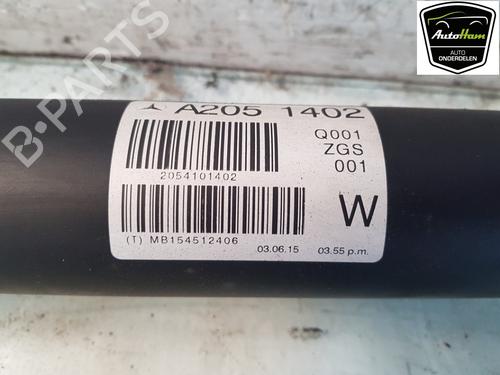 AutoHam
AUTO
ONDERDELEN
B-PARTS
A205 1402
Q001
ZGS
001
2054101402
W
(T) MB154512406
03.06.15 03.55 p.m.